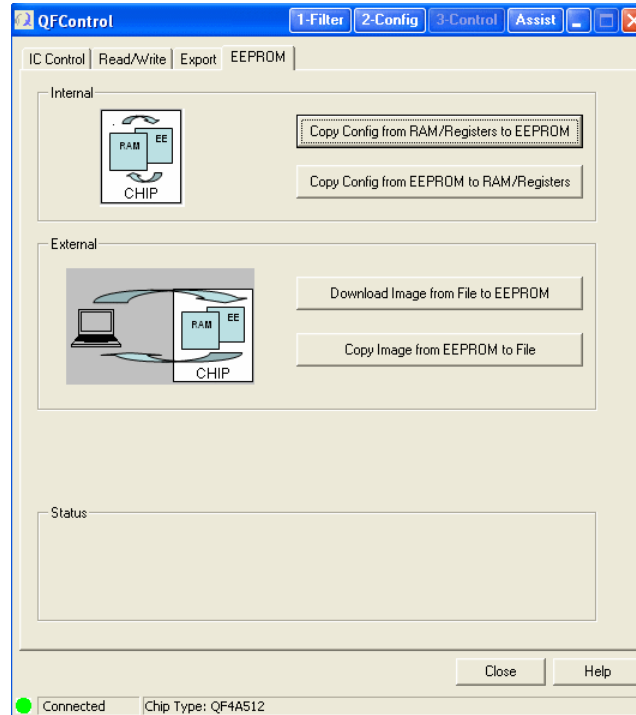 QFControl
1-Filter 2-Config 3-Control Assist
IC Control Read/Write Export EEPROM
Internal
RAM EE
CHIP
Copy Config from RAM/Registers to EEPROM
Copy Config from EEPROM to RAM/Registers
External
RAM EE
CHIP
Download Image from File to EEPROM
Copy Image from EEPROM to File
Status
Close Help
Connected Chip Type: QF4A512